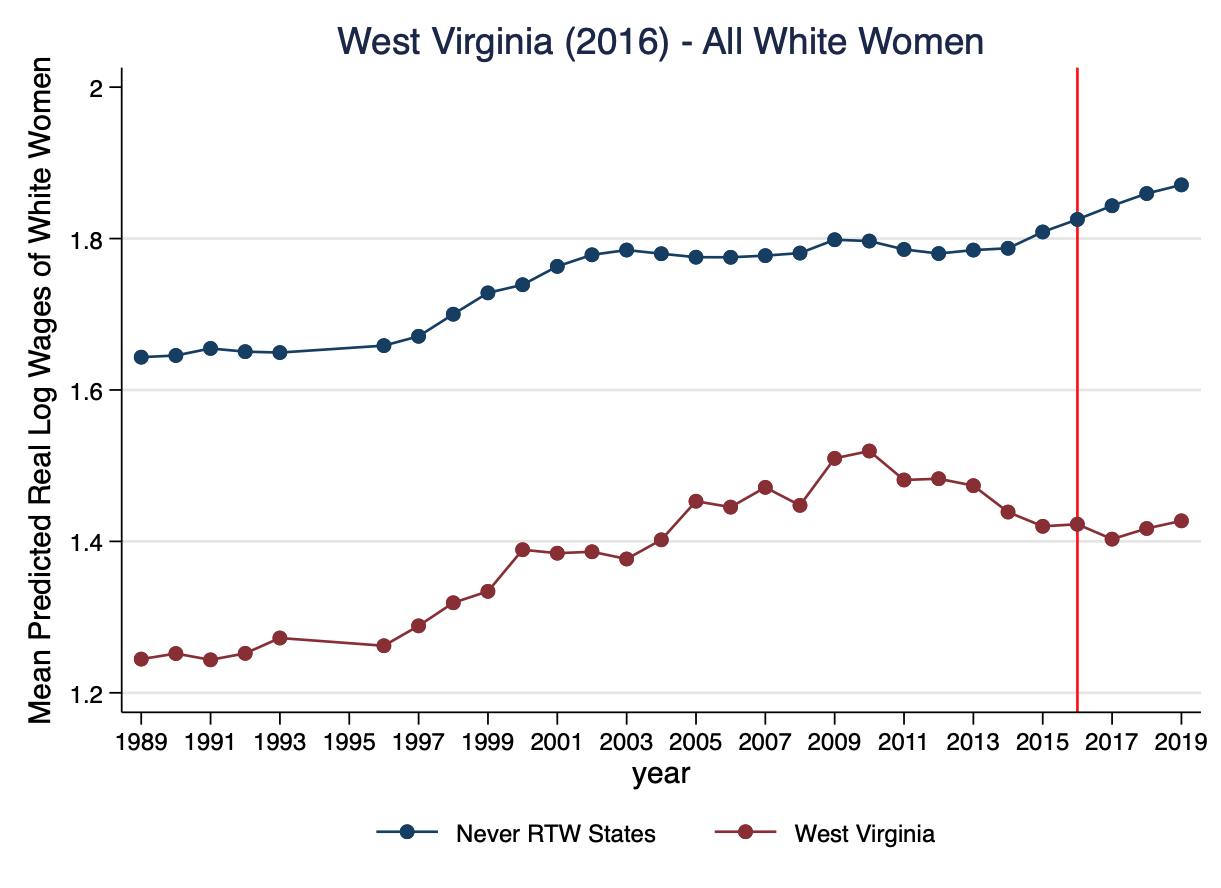 West Virginia (2016) - All White Women
Mean Predicted Real Log Wages of White Women
2
1.8
1.6
1.4
1.2
1989 1991 1993 1995 1997 1999 2001 2003 2005 2007 2009 2011 2013 2015 2017 2019
year
Never RTW States West Virginia